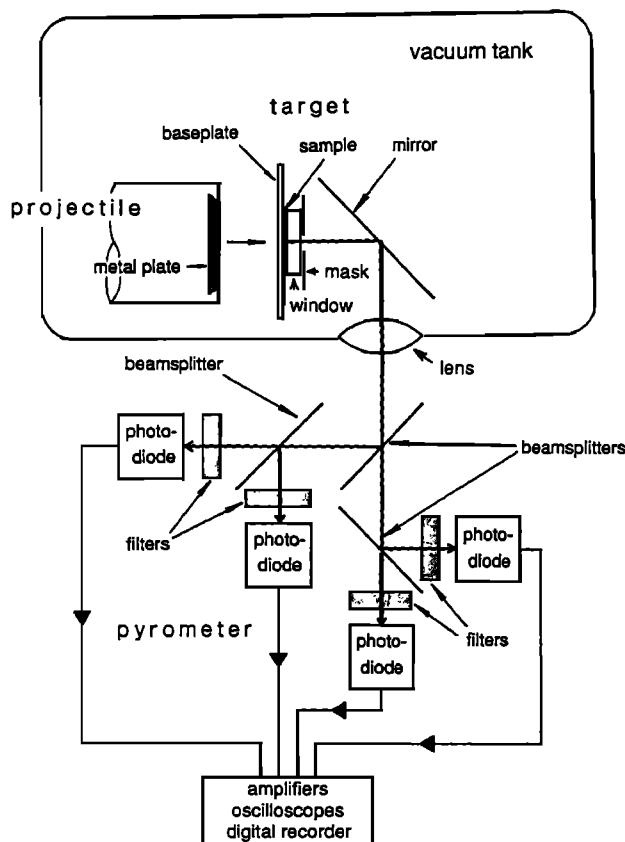 vacuum tank
target
baseplate
sample
mirror
projectile
metal plate
mask
window
lens
beamsplitter
photo-
diode
beamsplitters
filters
photo-
diode
photo-
diode
pyrometer
filters
photo-
diode
amplifiers
oscilloscopes
digital recorder